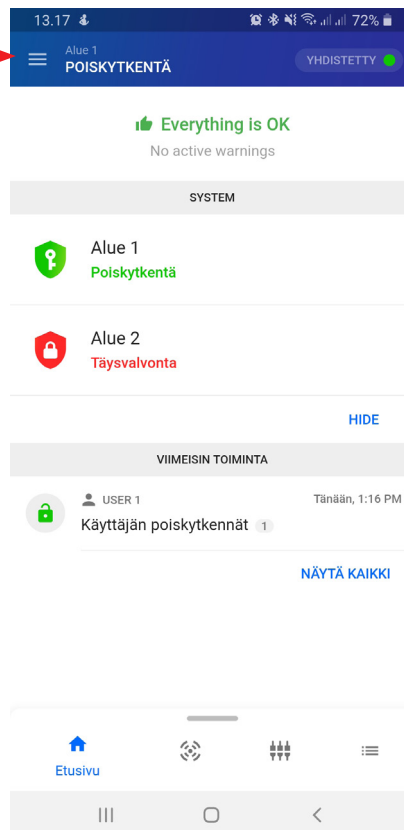 13.17
72%
Alue 1
POISKYTKENTÄ
YHDISTETTY
Everything is OK
No active warnings
SYSTEM
Alue 1
Poiskytkentä
Alue 2
Täysvalvonta
HIDE
VIIMEISIN TOIMINTA
USER 1
Tänään, 1:16 PM
Käyttäjän poiskytkennät 1
NÄYTÄ KAIKKI
Etusivu